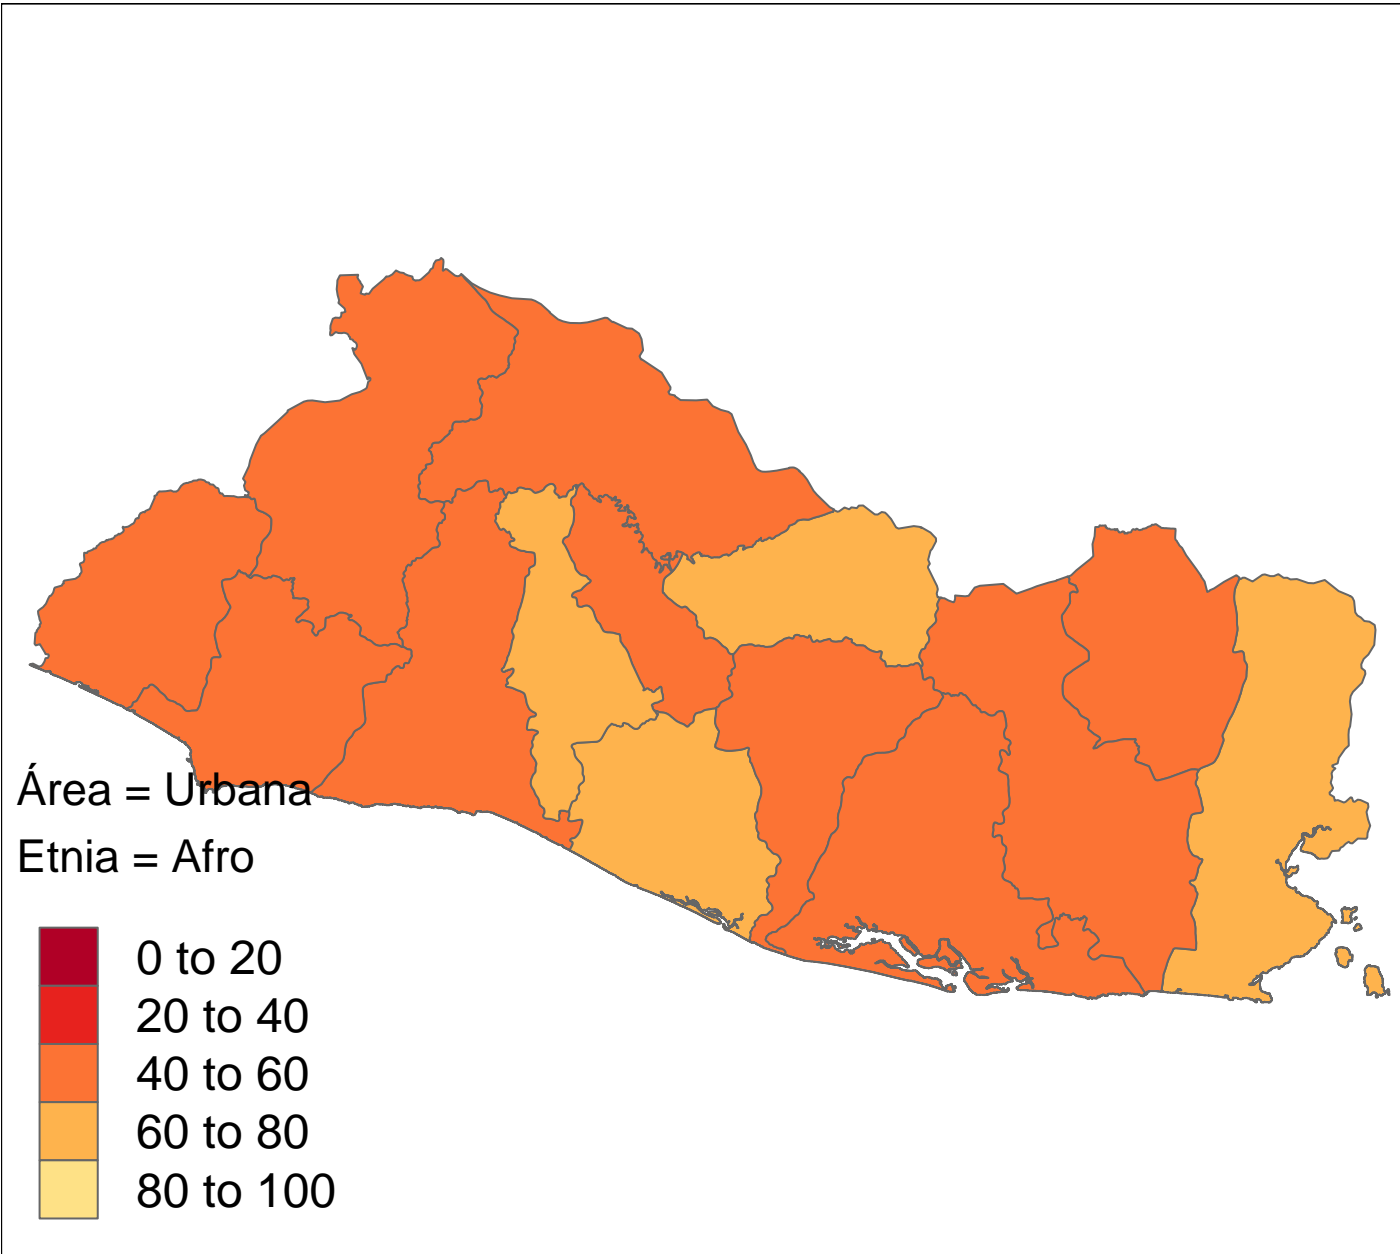 Área = Urbana
Etnia = Afro
0 to 20
20 to 40
40 to 60
60 to 80
80 to 100